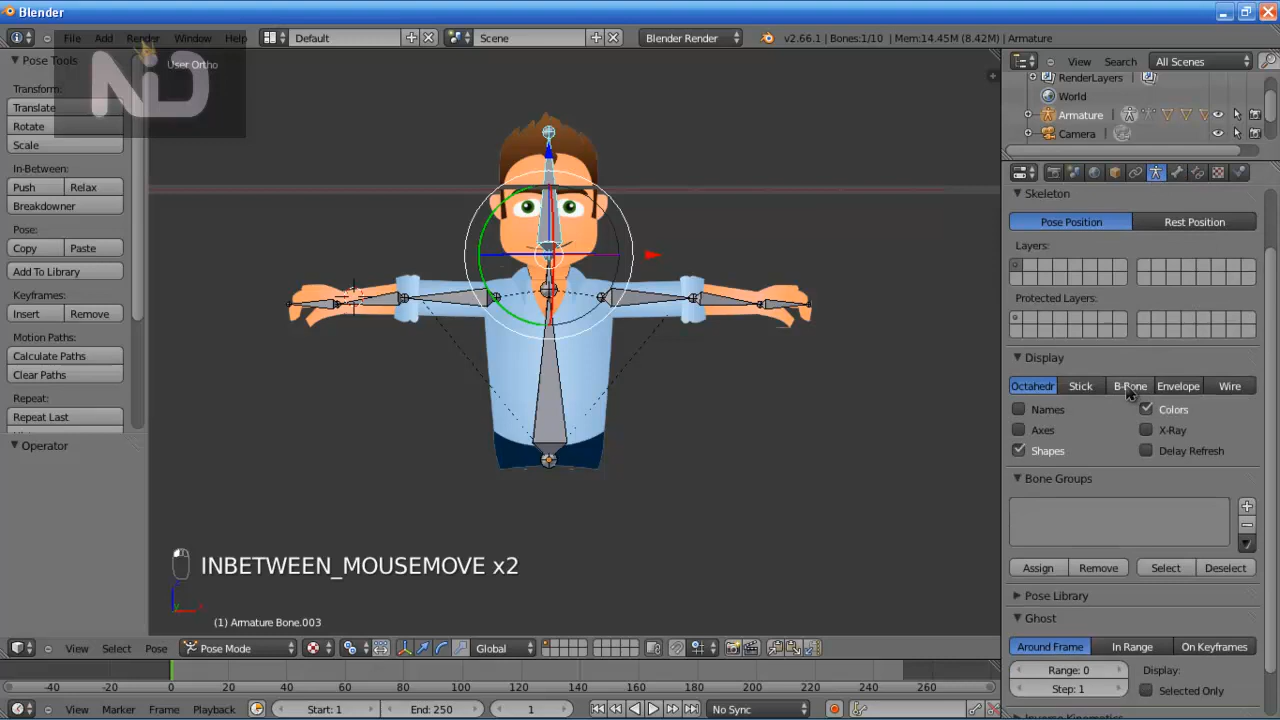 Blender
File Add Render Window Help
Default
Scene
Blender Render
v2.66.1 | Bones:1/10 | Mem:14.45M (8.42M) | Armature
Pose Tools
Transform:
Translate
Rotate
Scale
In-Between:
Push Relax
Breakdowner
Pose:
Copy Paste
Add To Library
Keyframes:
Insert Remove
Motion Paths:
Calculate Paths
Clear Paths
Repeat:
Repeat Last
Operator
NiD
User Ortho
INBETWEEN_MOUSEMOVE x2
(1) Armature Bone.003
View Search All Scenes
RenderLayers
World
Armature
Camera
Skeleton
Pose Position Rest Position
Layers:
Protected Layers:
Display
Octahedr Stick B-Bone Envelope Wire
Names Colors
Axes X-Ray
Shapes Delay Refresh
Bone Groups
Assign Remove Select Deselect
Pose Library
Ghost
Around Frame In Range On Keyframes
Range: 0 Display:
Step: 1 Selected Only
View Select Pose Pose Mode Global
-40 -20 0 20 40 60 80 100 120 140 160 180 200 220 240 260
View Marker Frame Playback Start: 1 End: 250 1 No Sync